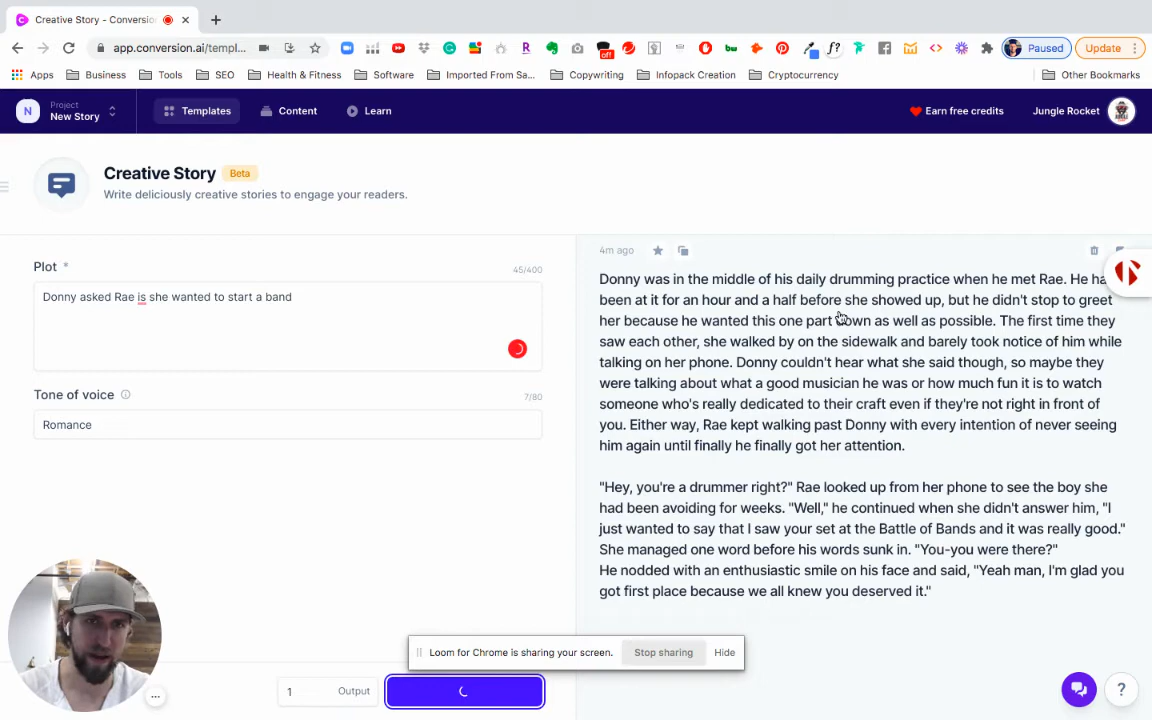 Creative Story - Conversio
app.conversion.ai/templ...
off
bw
f?
Paused
Update
Apps
Business
Tools
SEO
Health & Fitness
Software
Imported From Sa...
Copywriting
Infopack Creation
Cryptocurrency
Other Bookmarks
N
Project
New Story
Templates
Content
Learn
Earn free credits
Jungle Rocket
Creative Story
Beta
Write deliciously creative stories to engage your readers.
Plot *
45/400
Donny asked Rae is she wanted to start a band
Tone of voice
7/80
Romance
4m ago
Donny was in the middle of his daily drumming practice when he met Rae. He ha
been at it for an hour and a half before she showed up, but he didn't stop to greet
her because he wanted this one part down as well as possible. The first time they
saw each other, she walked by on the sidewalk and barely took notice of him while
talking on her phone. Donny couldn't hear what she said though, so maybe they
were talking about what a good musician he was or how much fun it is to watch
someone who's really dedicated to their craft even if they're not right in front of
you. Either way, Rae kept walking past Donny with every intention of never seeing
him again until finally he finally got her attention.
"Hey, you're a drummer right?" Rae looked up from her phone to see the boy she
had been avoiding for weeks. "Well," he continued when she didn't answer him, "I
just wanted to say that I saw your set at the Battle of Bands and it was really good."
She managed one word before his words sunk in. "You-you were there?"
He nodded with an enthusiastic smile on his face and said, "Yeah man, I'm glad you
got first place because we all knew you deserved it."
Loom for Chrome is sharing your screen.
Stop sharing
Hide
1
Output
?